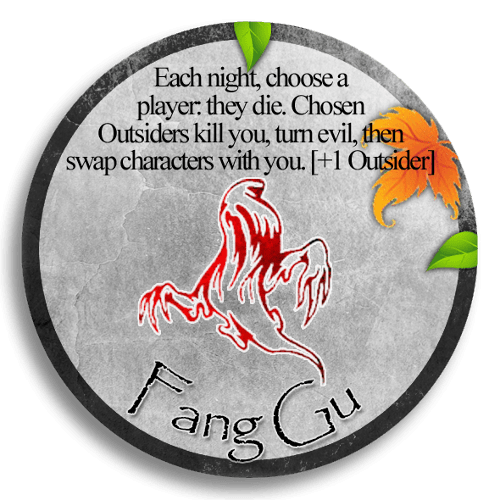 Each night, choose a
player: they die. Chosen
Outsiders kill you, turn evil, then
swap characters with you. [+1 Outsider]
Fang Gu